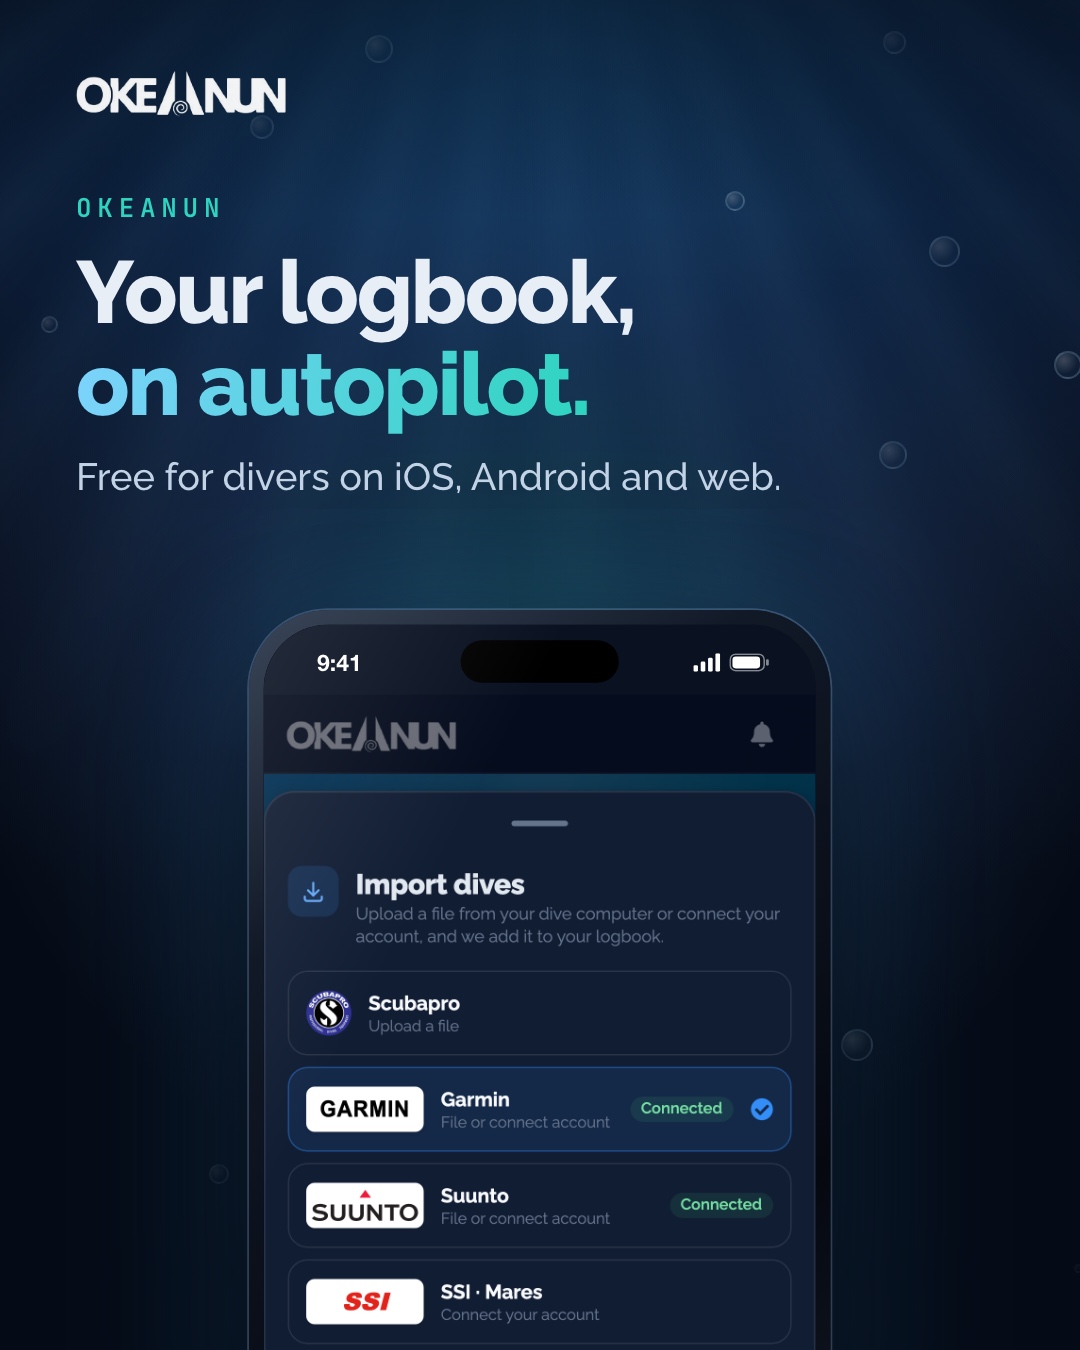 OKEANUN
OKEANUN
Your logbook,
on autopilot.
Free for divers on iOS, Android and web.
9:41
OKEANUN
Import dives
Upload a file from your dive computer or connect your
account, and we add it to your logbook.
SCUBAPRO
S
Scubapro
Upload a file
GARMIN
Garmin
File or connect account
Connected
SUUNTO
Suunto
File or connect account
Connected
SSI
SSI · Mares
Connect your account